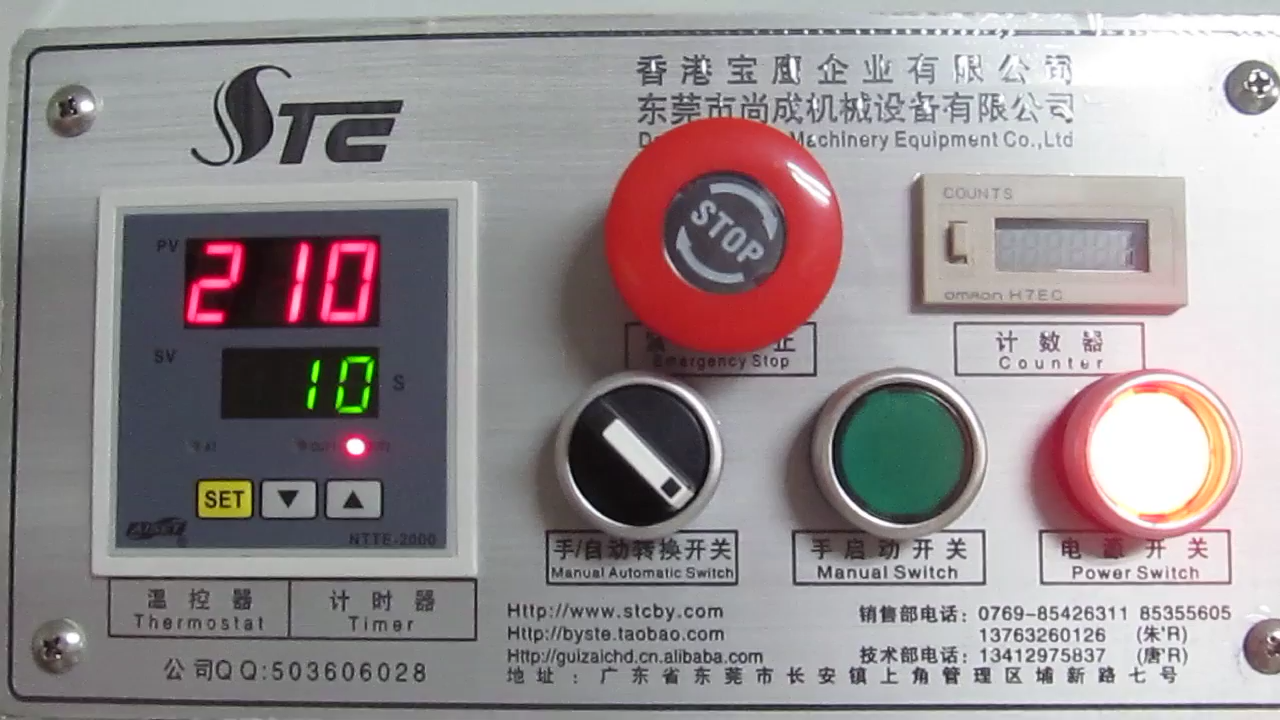 STE
香港宝鹰企业有限公司
东莞市尚成机械设备有限公司
Machinery Equipment Co.,Ltd
PV
210
SV
10 S
SET
NTTE-2000
STOP
止
Emergency Stop
COUNTS
omron H7EC
计数器
Counter
手/自动转换开关
Manual Automatic Switch
手启动开关
Manual Switch
电源开关
Power Switch
温控器
Thermostat
计时器
Timer
公司QQ:503606028
Http://www.stcby.com
Http://byste.taobao.com
Http://guizaichd.cn.alibaba.com
销售部电话：0769-85426311 85355605
13763260126 (朱'R)
技术部电话：13412975837 (唐'R)
地址：广东省东莞市长安镇上角管理区埔新路七号